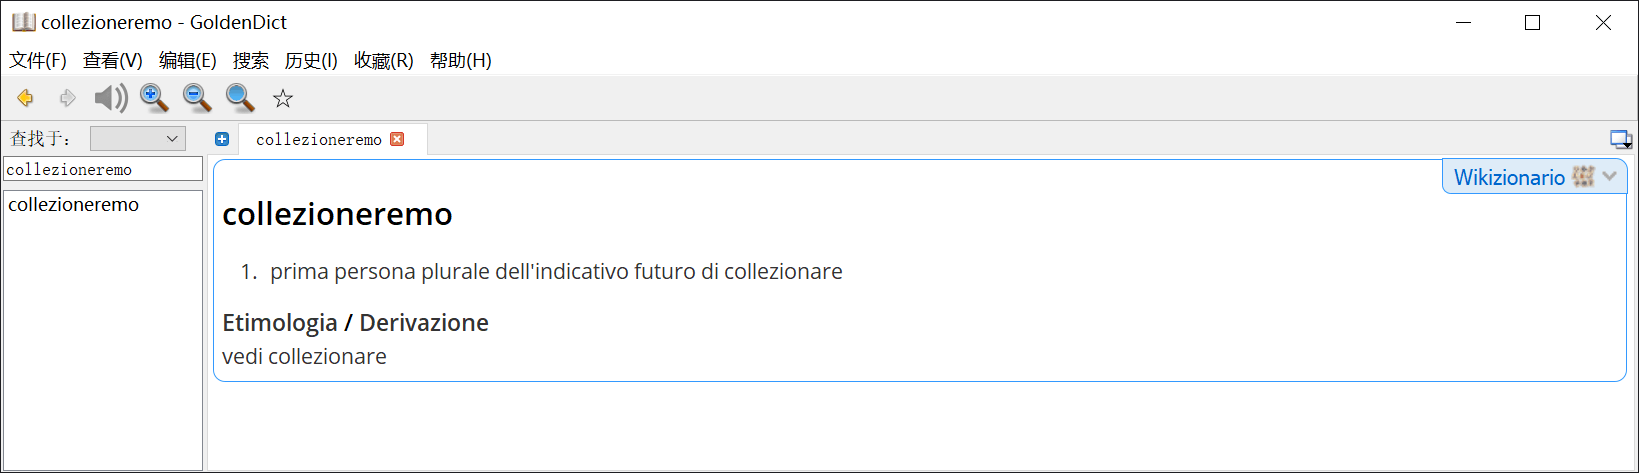 collezioneremo - GoldenDict
文件(F) 查看(V) 编辑(E) 搜索 历史(I) 收藏(R) 帮助(H)
查找于:
collezioneremo
collezioneremo
collezioneremo
Wikizionario
collezioneremo
1. prima persona plurale dell'indicativo futuro di collezionare
Etimologia / Derivazione
vedi collezionare